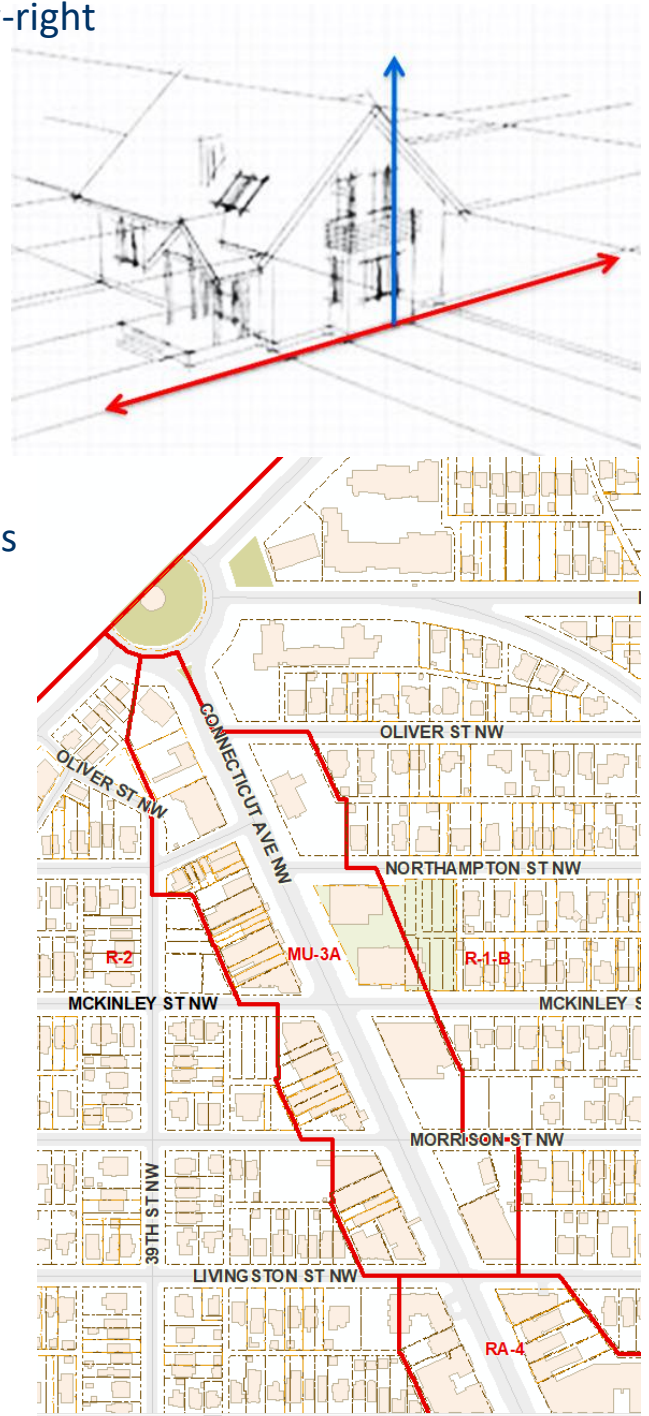 -right
s
OLIVER ST NW
CONNECTICUT AVE NW
OLIVER ST NW
NORTHAMPTON ST NW
R-2
MU-3A
R-1-B
MCKINLEY ST NW
MCKINLEY S
MORRISON ST NW
39TH ST NW
LIVINGSTON ST NW
RA-4